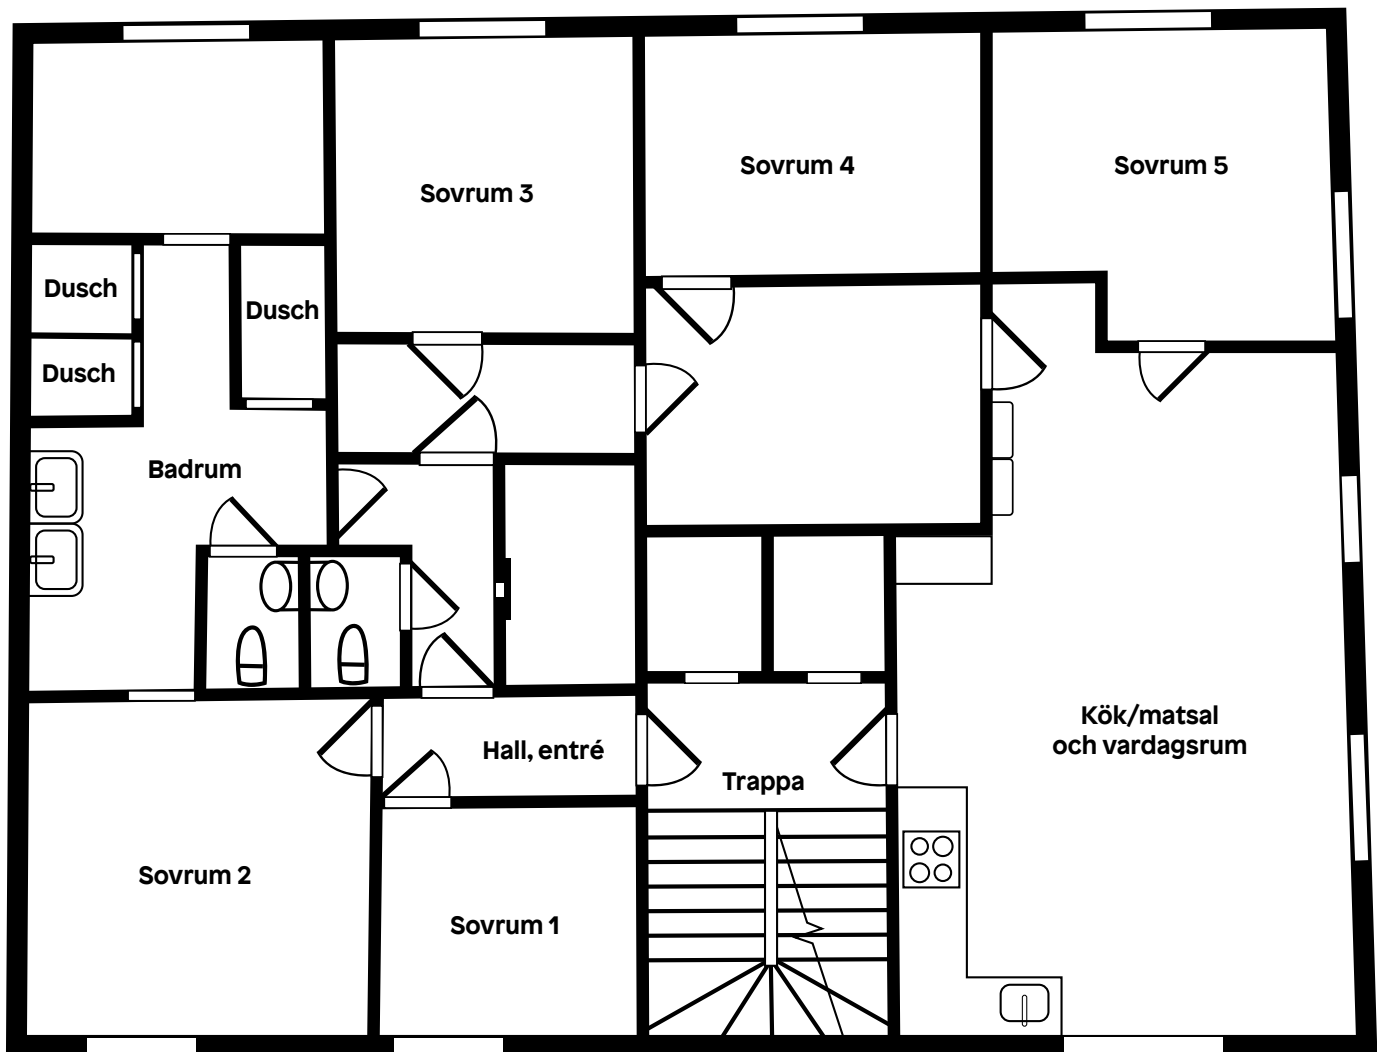 Sovrum 3
Sovrum 4
Sovrum 5
Dusch
Dusch
Dusch
Badrum
Hall, entré
Trappa
Kök/matsal
och vardagsrum
Sovrum 2
Sovrum 1